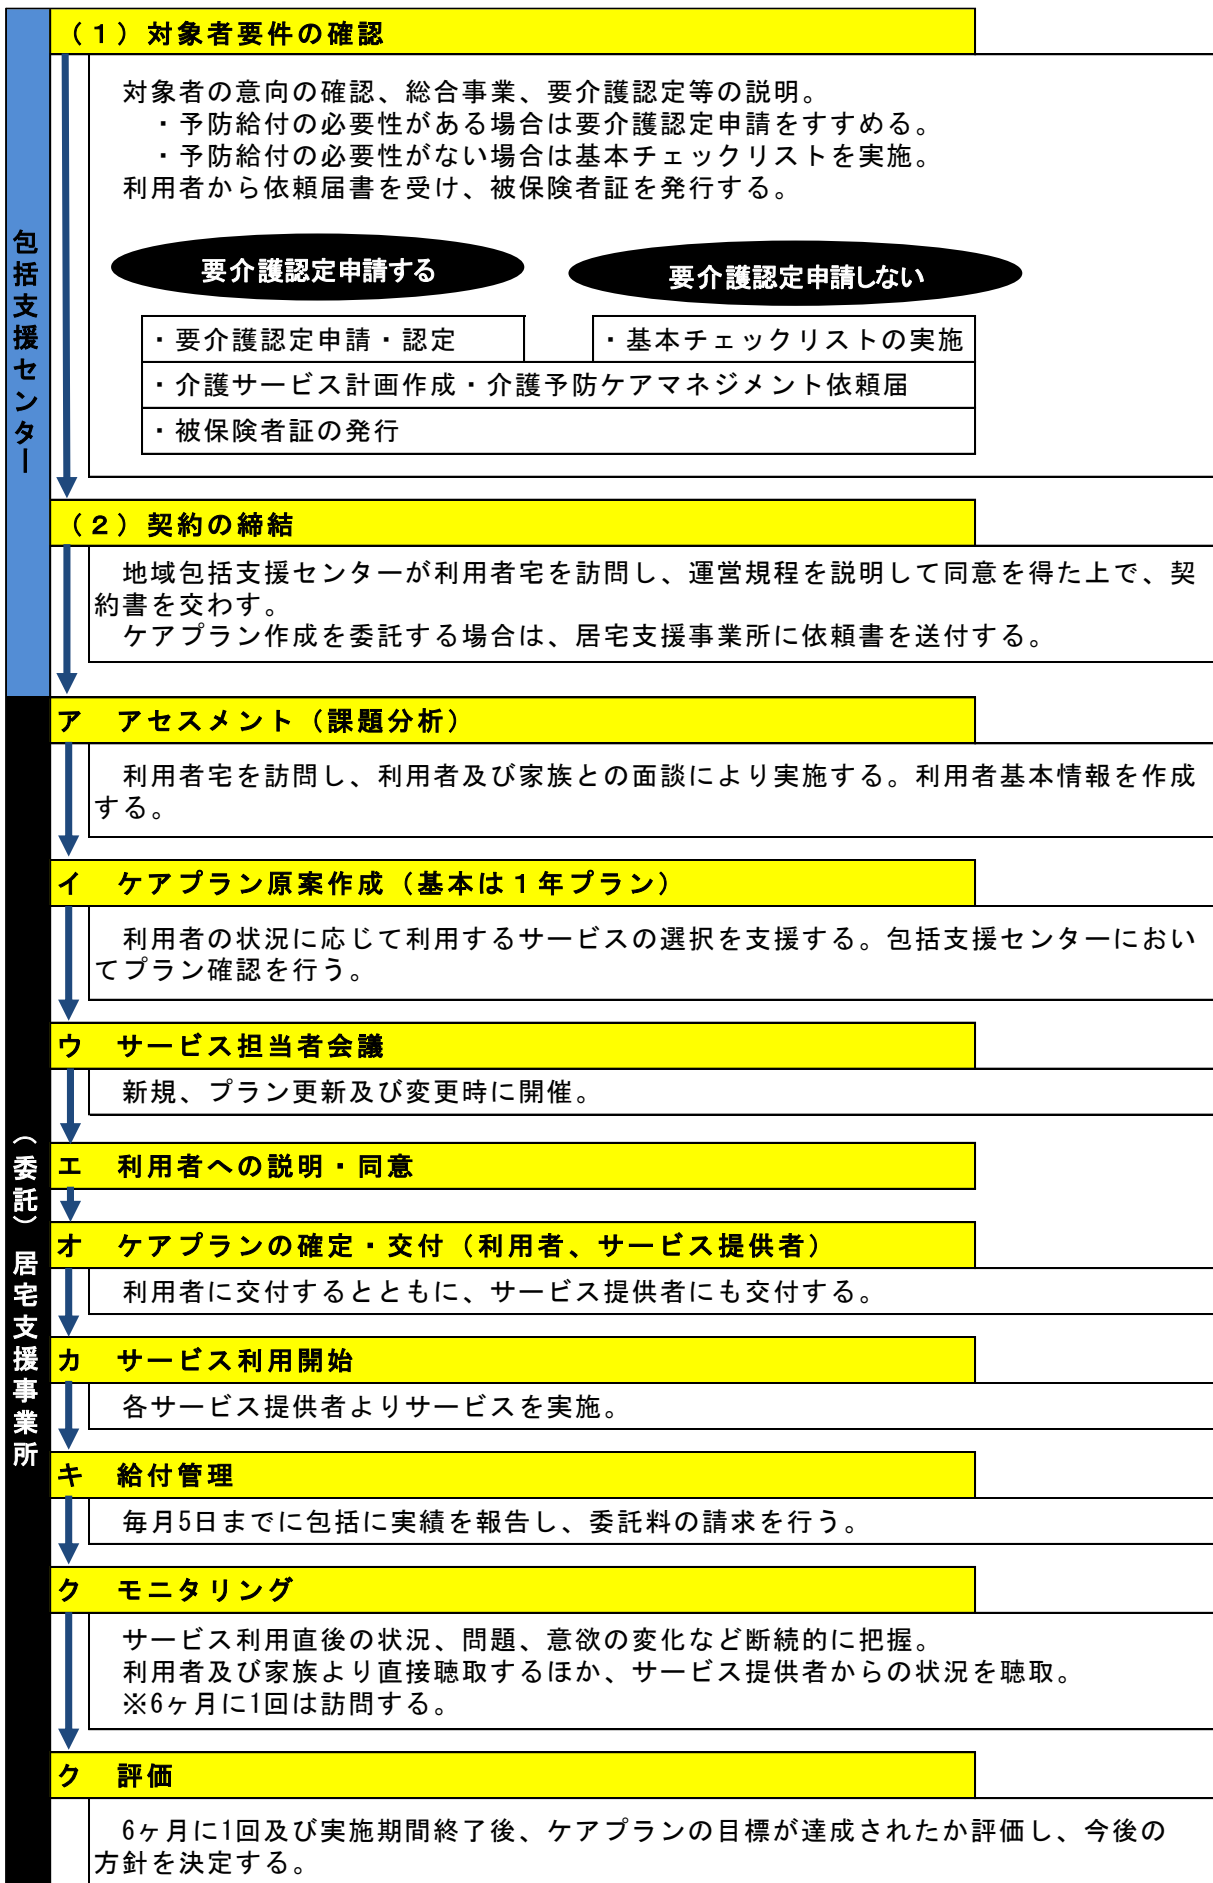 包括支援センター
（１）対象者要件の確認
対象者の意向の確認、総合事業、要介護認定等の説明。
・予防給付の必要性がある場合は要介護認定申請をすすめる。
・予防給付の必要性がない場合は基本チェックリストを実施。
利用者から依頼届書を受け、被保険者証を発行する。
要介護認定申請する
要介護認定申請しない
・要介護認定申請・認定
・基本チェックリストの実施
・介護サービス計画作成・介護予防ケアマネジメント依頼届
・被保険者証の発行
（２）契約の締結
地域包括支援センターが利用者宅を訪問し、運営規程を説明して同意を得た上で、契
約書を交わす。
ケアプラン作成を委託する場合は、居宅支援事業所に依頼書を送付する。
（委託）居宅支援事業所
ア　アセスメント（課題分析）
利用者宅を訪問し、利用者及び家族との面談により実施する。利用者基本情報を作成
する。
イ　ケアプラン原案作成（基本は１年プラン）
利用者の状況に応じて利用するサービスの選択を支援する。包括支援センターにおい
てプラン確認を行う。
ウ　サービス担当者会議
新規、プラン更新及び変更時に開催。
エ　利用者への説明・同意
オ　ケアプランの確定・交付（利用者、サービス提供者）
利用者に交付するとともに、サービス提供者にも交付する。
カ　サービス利用開始
各サービス提供者よりサービスを実施。
キ　給付管理
毎月5日までに包括に実績を報告し、委託料の請求を行う。
ク　モニタリング
サービス利用直後の状況、問題、意欲の変化など断続的に把握。
利用者及び家族より直接聴取するほか、サービス提供者からの状況を聴取。
※6ヶ月に1回は訪問する。
ク　評価
6ヶ月に1回及び実施期間終了後、ケアプランの目標が達成されたか評価し、今後の
方針を決定する。